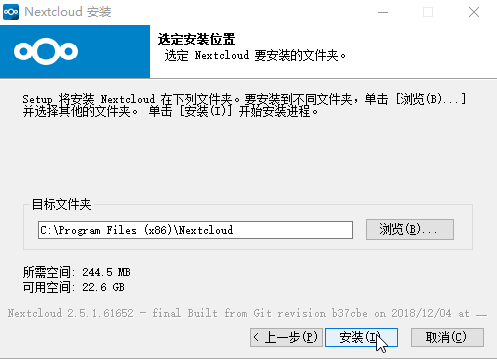 Nextcloud 安装
选定安装位置
选定 Nextcloud 要安装的文件夹。
Setup 将安装 Nextcloud 在下列文件夹。要安装到不同文件夹，单击 [浏览(B)...]
并选择其他的文件夹。 单击 [安装(I)] 开始安装进程。
目标文件夹
C:\Program Files (x86)\Nextcloud
浏览(B)...
所需空间: 244.5 MB
可用空间: 22.6 GB
Nextcloud 2.5.1.61652 - final Built from Git revision b37cbe on 2018/12/04 at
< 上一步(P)
安装(I)
取消(C)